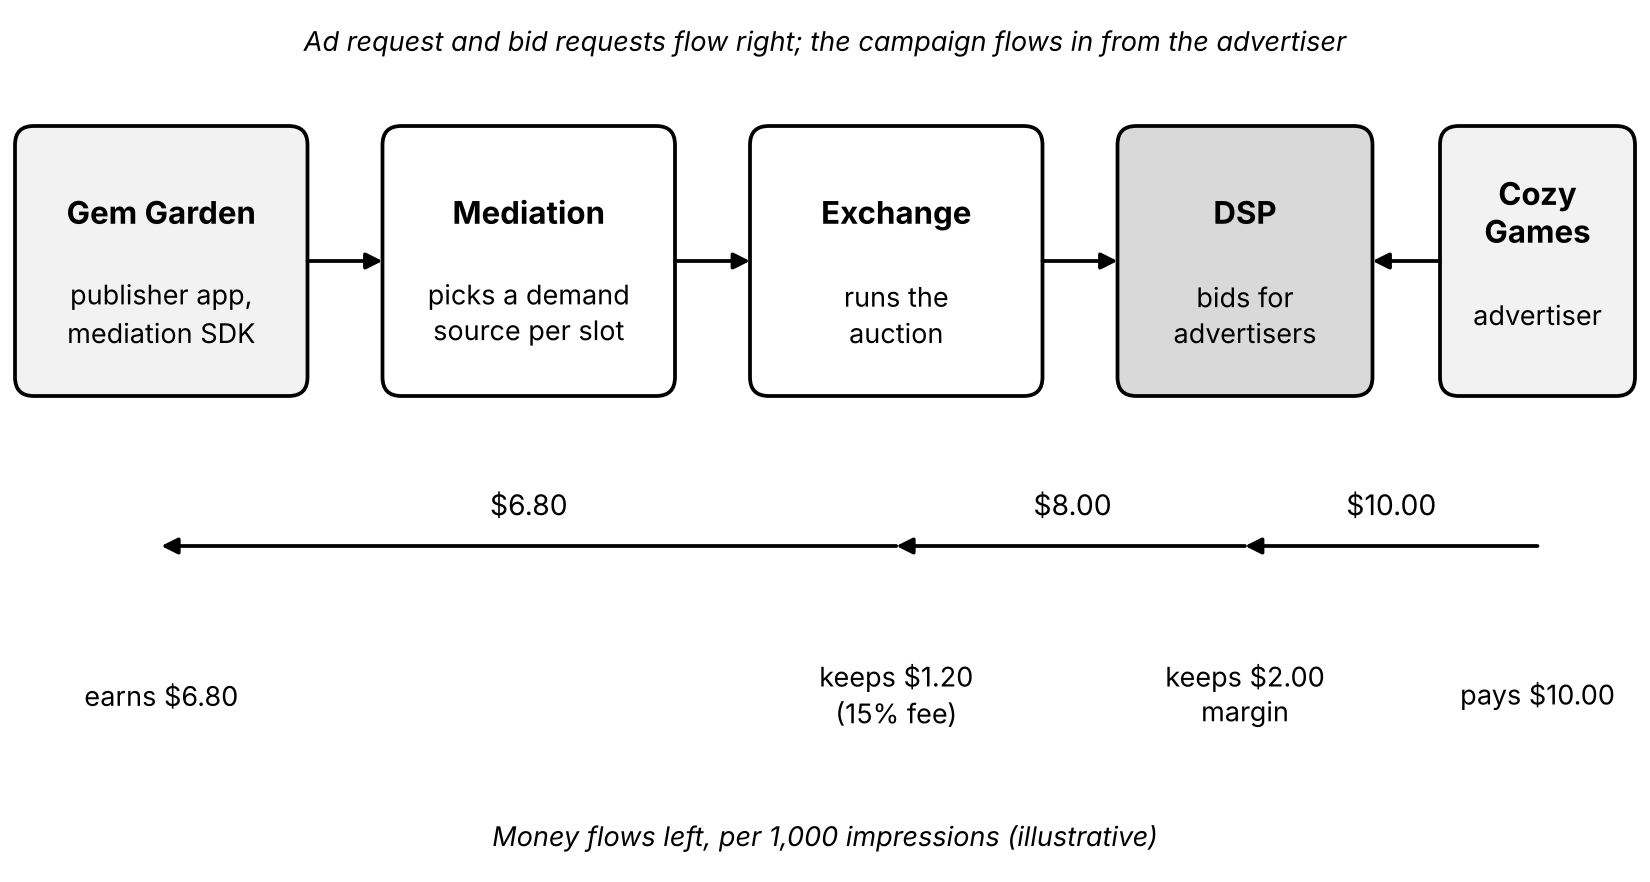 Ad request and bid requests flow right; the campaign flows in from the advertiser
Gem Garden
publisher app,
mediation SDK
Mediation
picks a demand
source per slot
Exchange
runs the
auction
DSP
bids for
advertisers
Cozy
Games
advertiser
$6.80
$8.00
$10.00
earns $6.80
keeps $1.20
(15% fee)
keeps $2.00
margin
pays $10.00
Money flows left, per 1,000 impressions (illustrative)